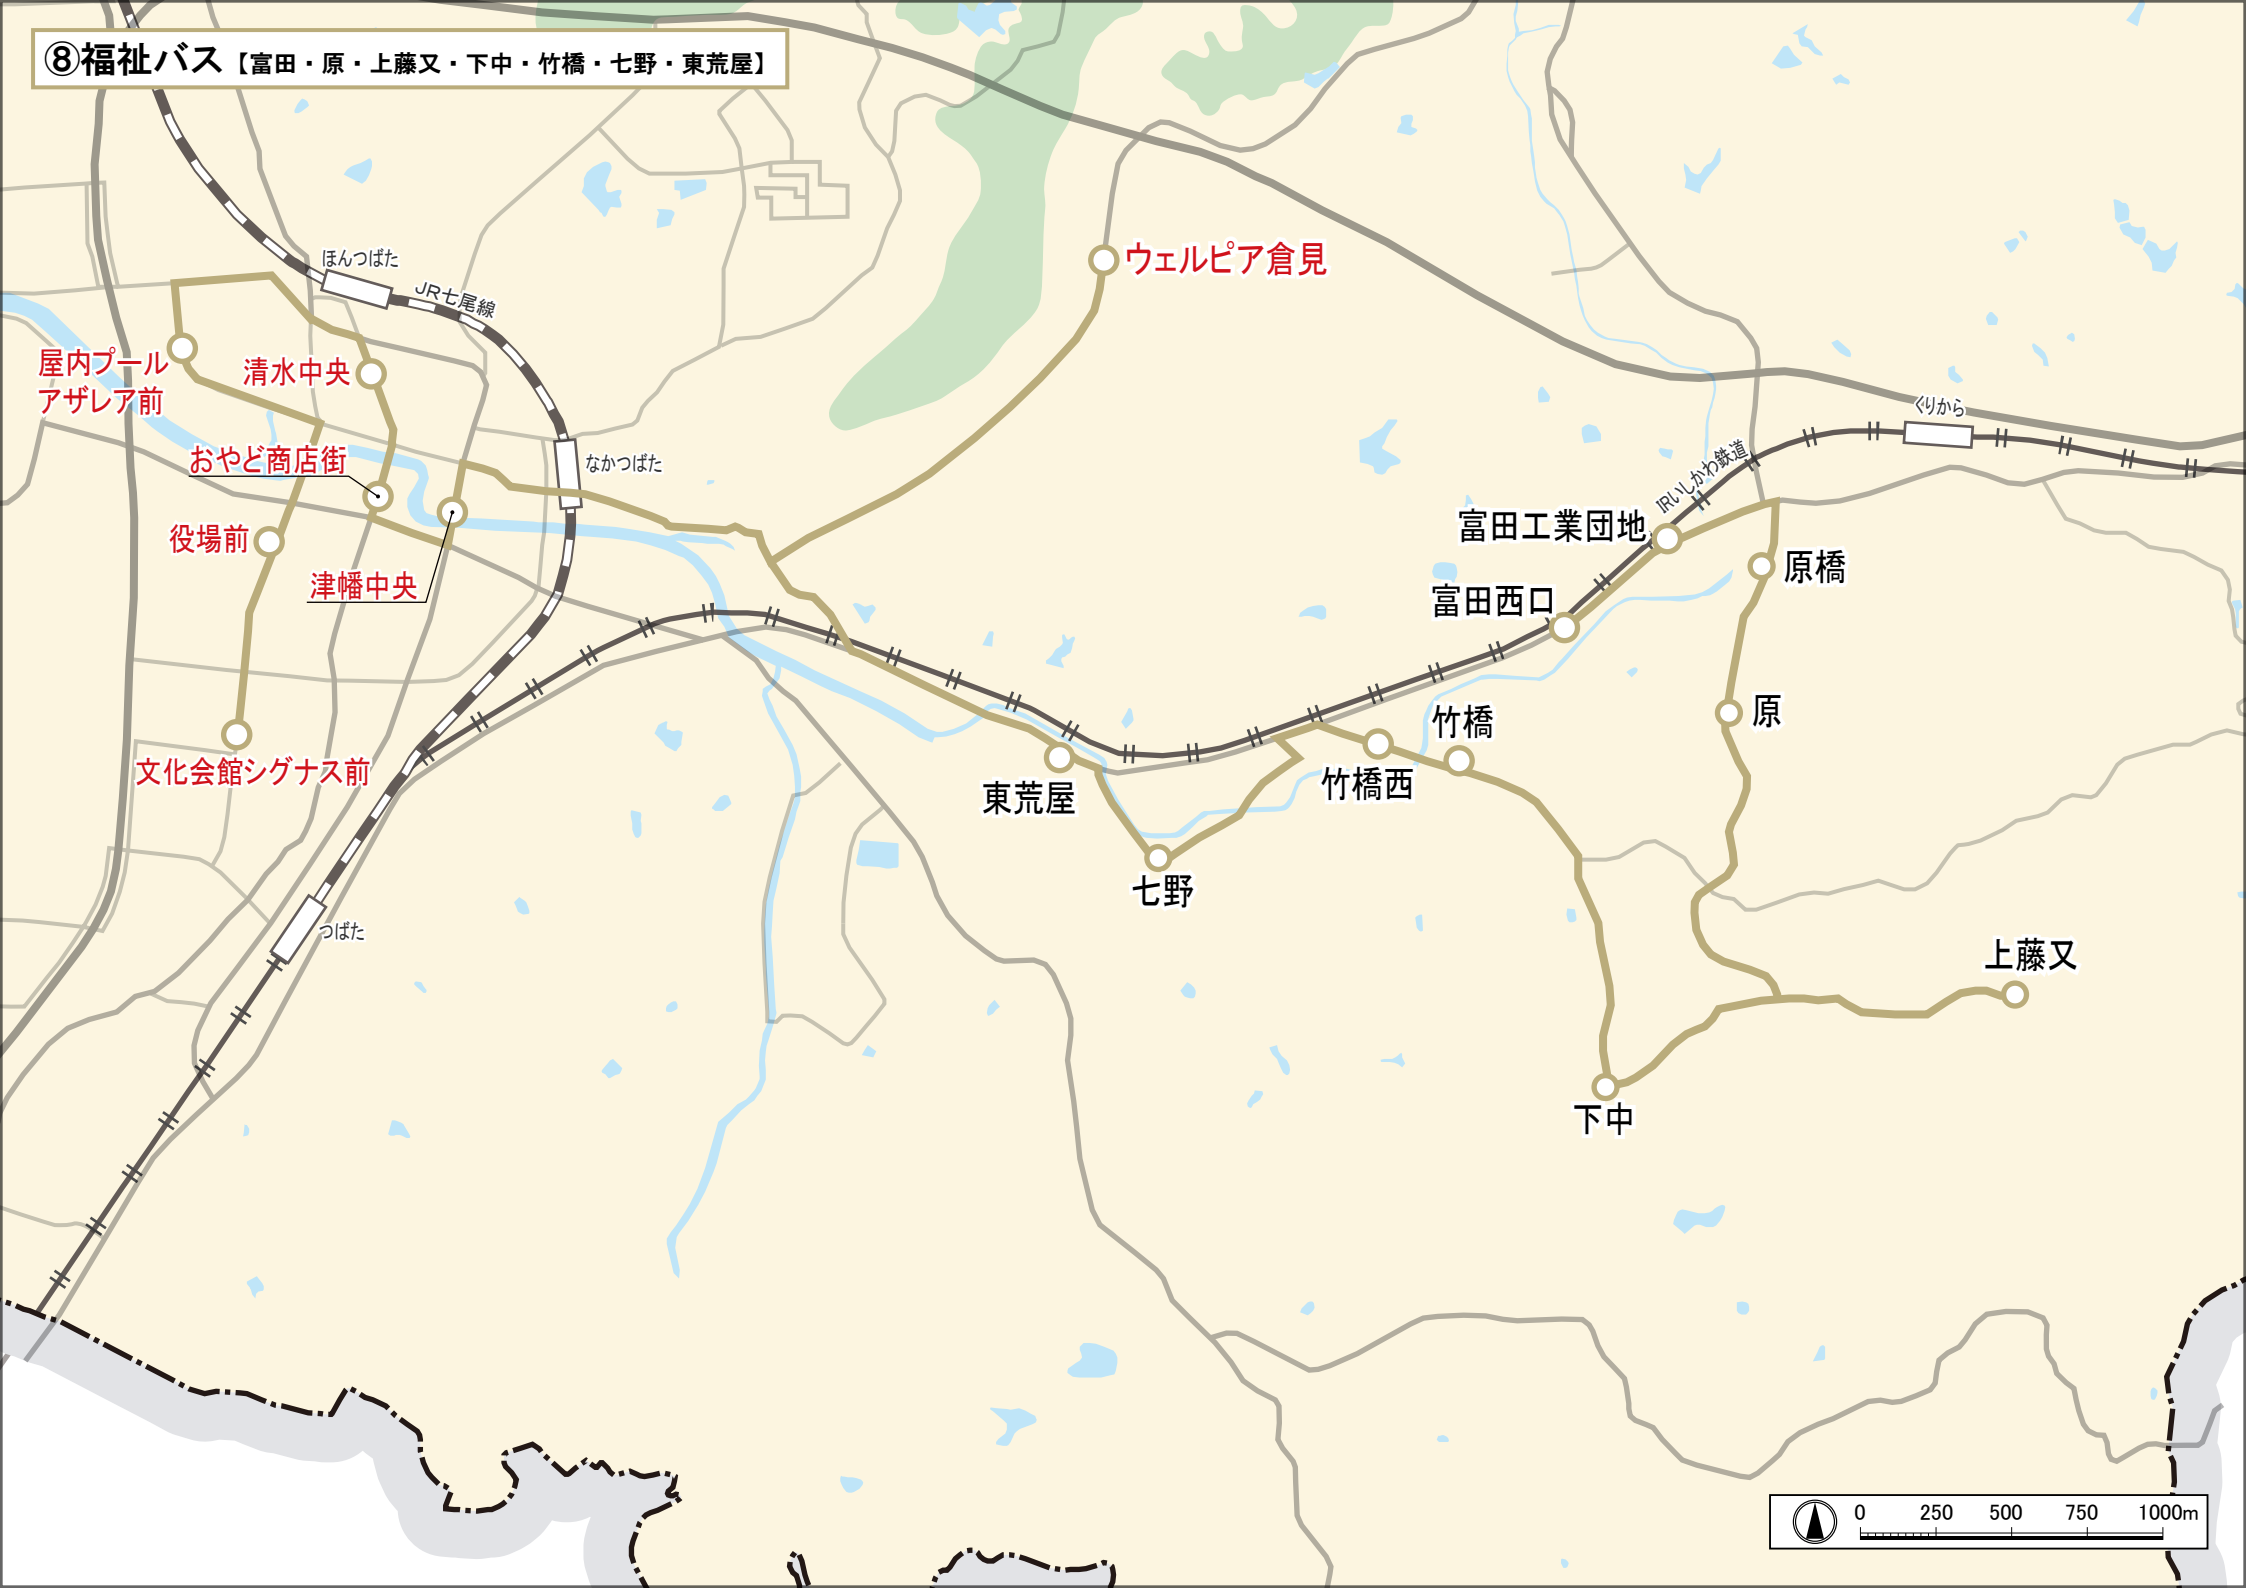 ⑧福祉バス【富田・原・上藤又・下中・竹橋・七野・東荒屋】
ほんつばた
JR七尾線
ウェルピア倉見
屋内プール
アザレア前
清水中央
くりから
おやど商店街
なかつばた
IRいしかわ鉄道
富田工業団地
役場前
原橋
津幡中央
富田西口
原
竹橋
文化会館シグナス前
東荒屋
竹橋西
七野
つばた
上藤又
下中
0 250 500 750 1000m